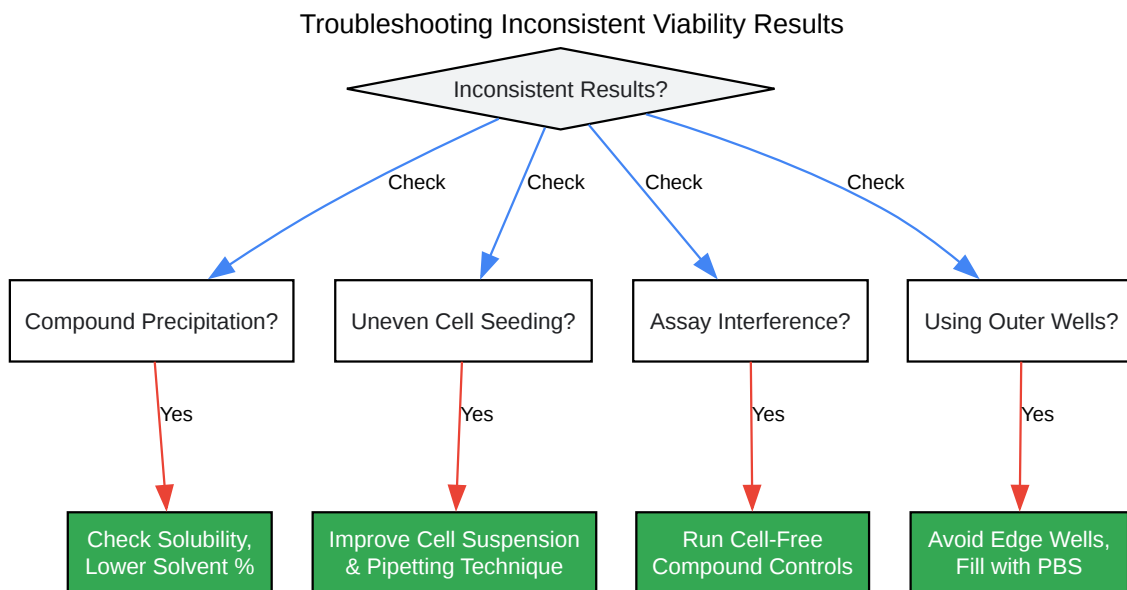 Troubleshooting Inconsistent Viability Results
Inconsistent Results?
Check
Check
Check
Check
Compound Precipitation?
Uneven Cell Seeding?
Assay Interference?
Using Outer Wells?
Yes
Yes
Yes
Yes
Check Solubility,
Lower Solvent %
Improve Cell Suspension
& Pipetting Technique
Run Cell-Free
Compound Controls
Avoid Edge Wells,
Fill with PBS